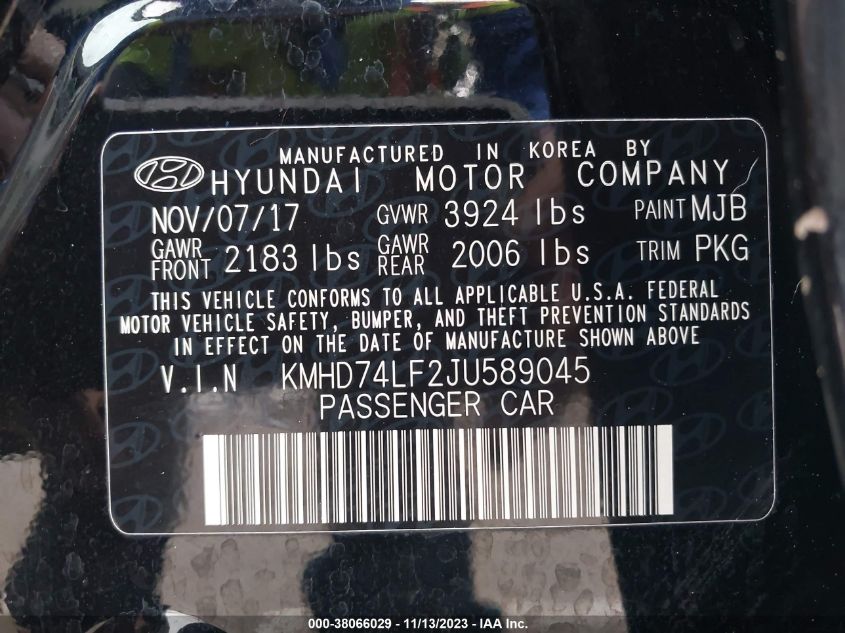 MANUFACTURED IN KOREA BY
HYUNDAI MOTOR COMPANY
NOV/07/17 GVWR 3924 lbs PAINT MJB
GAWR FRONT 2183 lbs GAWR REAR 2006 lbs TRIM PKG
THIS VEHICLE CONFORMS TO ALL APPLICABLE U.S.A. FEDERAL
MOTOR VEHICLE SAFETY, BUMPER, AND THEFT PREVENTION STANDARDS
IN EFFECT ON THE DATE OF MANUFACTURE SHOWN ABOVE
V.I.N KMHD74LF2JU589045
PASSENGER CAR
000-38066029 - 11/13/2023 - IAA Inc.